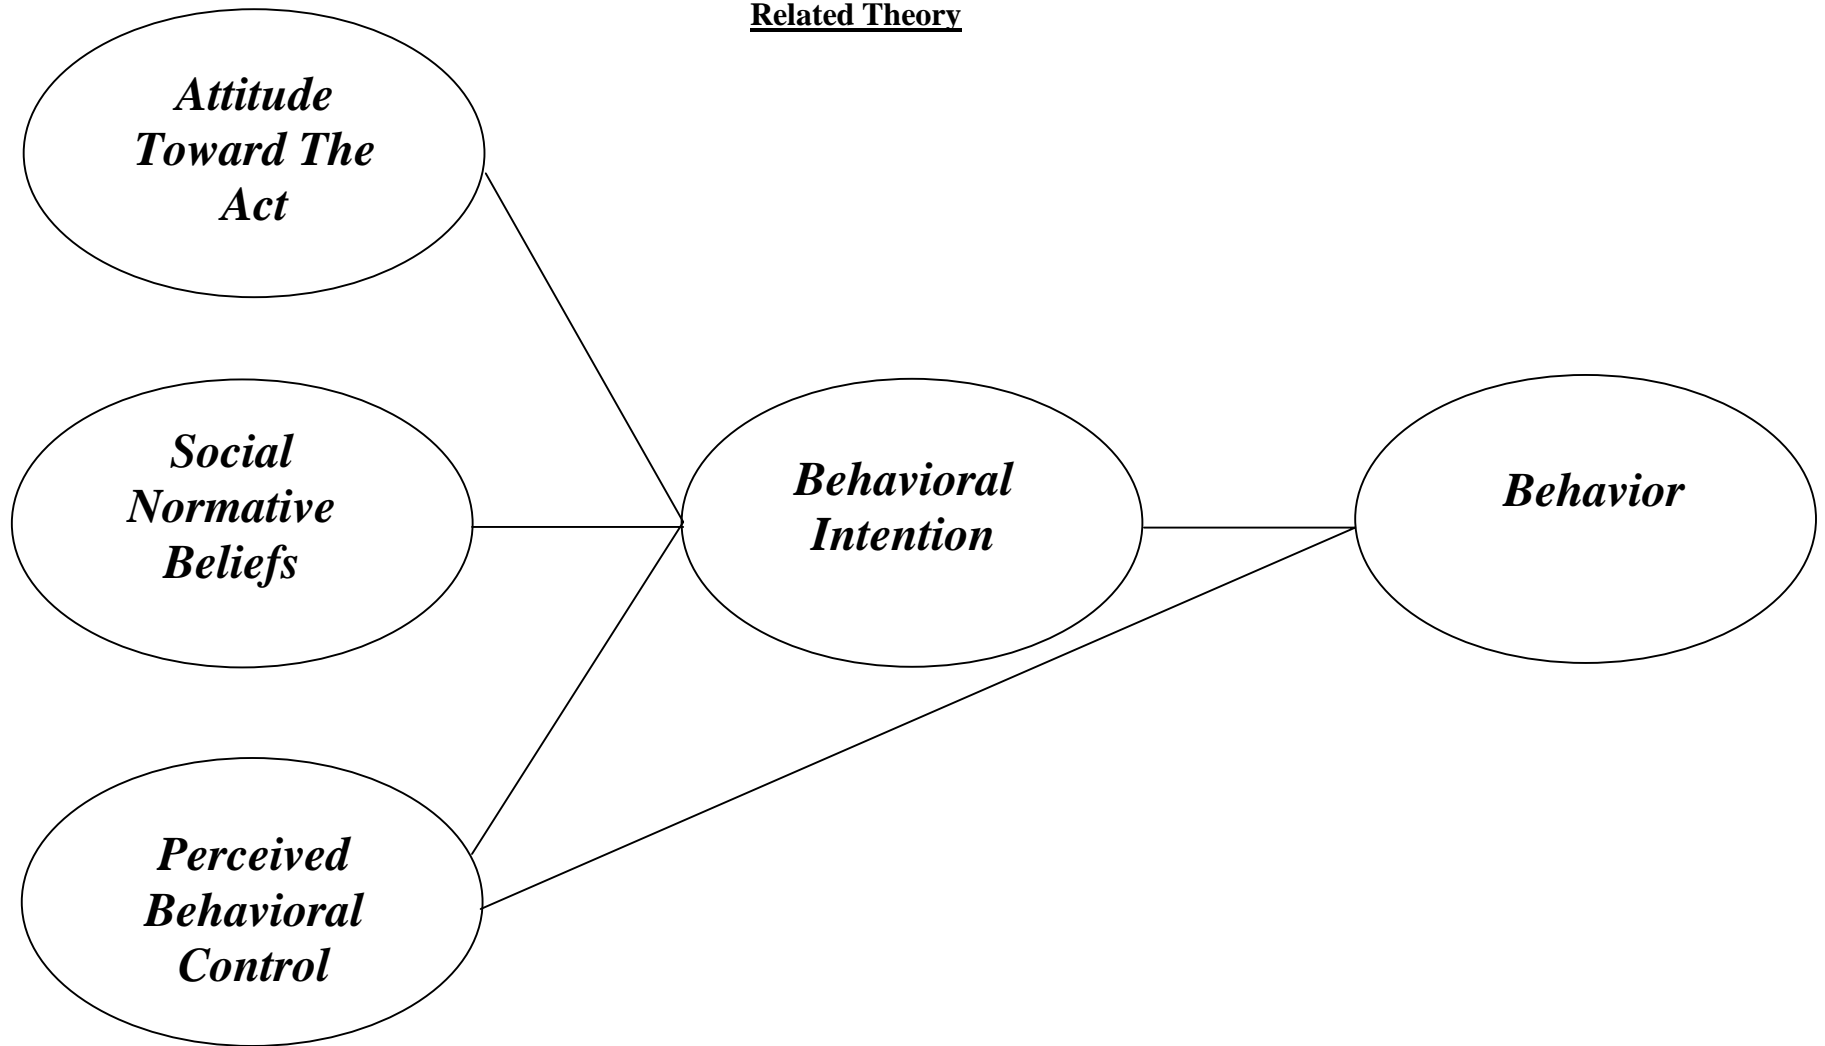 Related Theory
Attitude
Toward The
Act
Social
Normative
Beliefs
Behavioral
Intention
Behavior
Perceived
Behavioral
Control